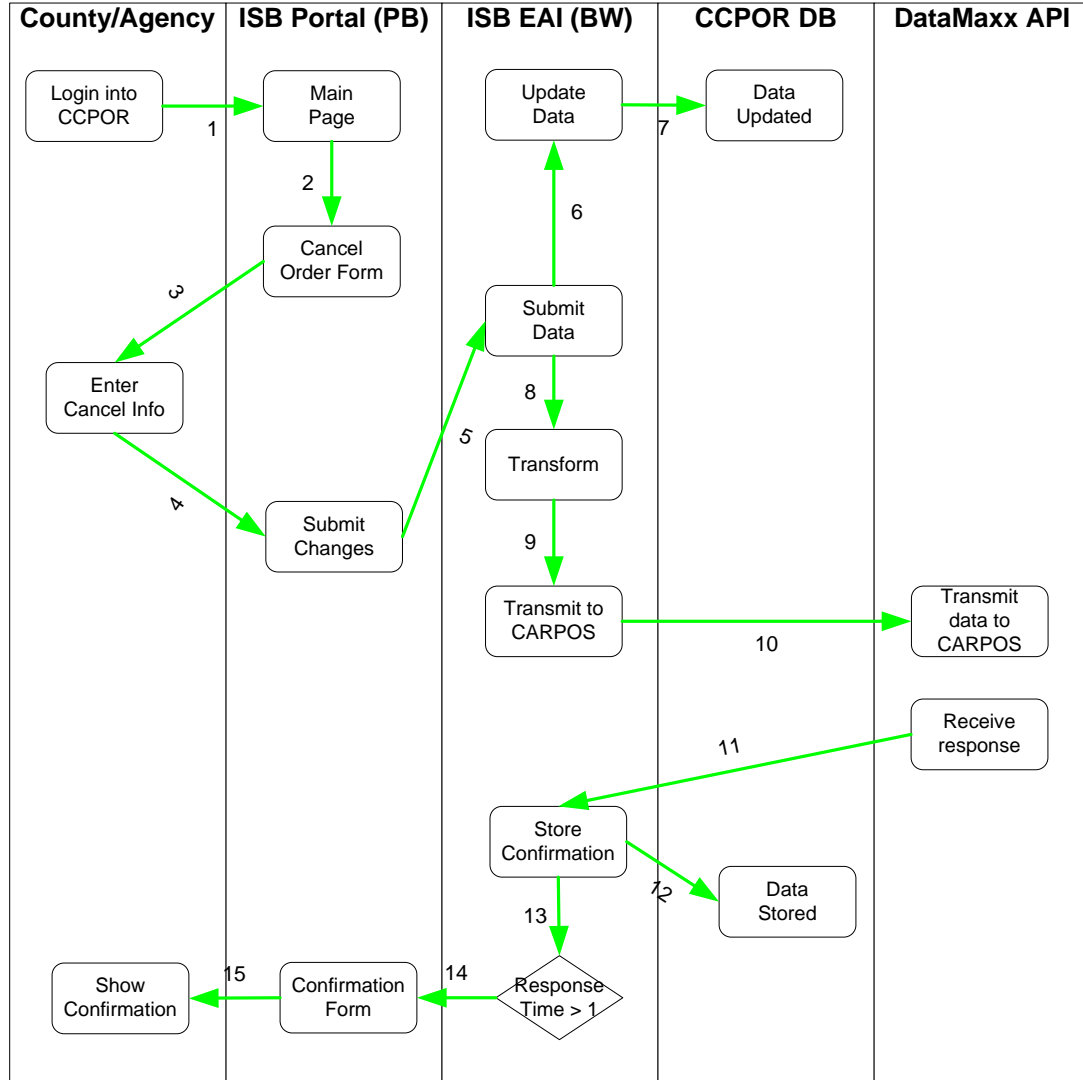 County/Agency
ISB Portal (PB)
ISB EAI (BW)
CCPOR DB
DataMaxx API
Login into
CCPOR
1
Main
Page
Update
Data
7
Data
Updated
2
6
Cancel
Order Form
3
Submit
Data
Enter
Cancel Info
8
5
Transform
4
Submit
Changes
9
Transmit to
CARPOS
10
Transmit
data to
CARPOS
Receive
response
11
Store
Confirmation
12
Data
Stored
13
Response
Time > 1
14
Confirmation
Form
15
Show
Confirmation